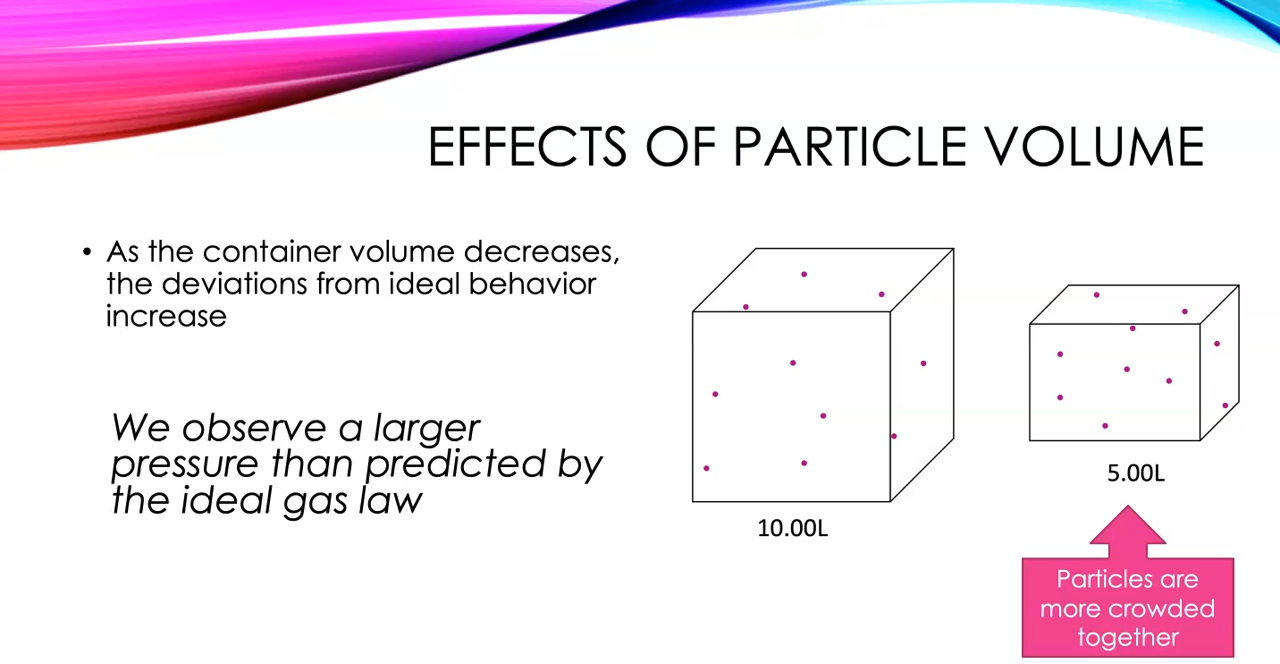 EFFECTS OF PARTICLE VOLUME
• As the container volume decreases,
the deviations from ideal behavior
increase
We observe a larger
pressure than predicted by
the ideal gas law
10.00L
5.00L
Particles are
more crowded
together